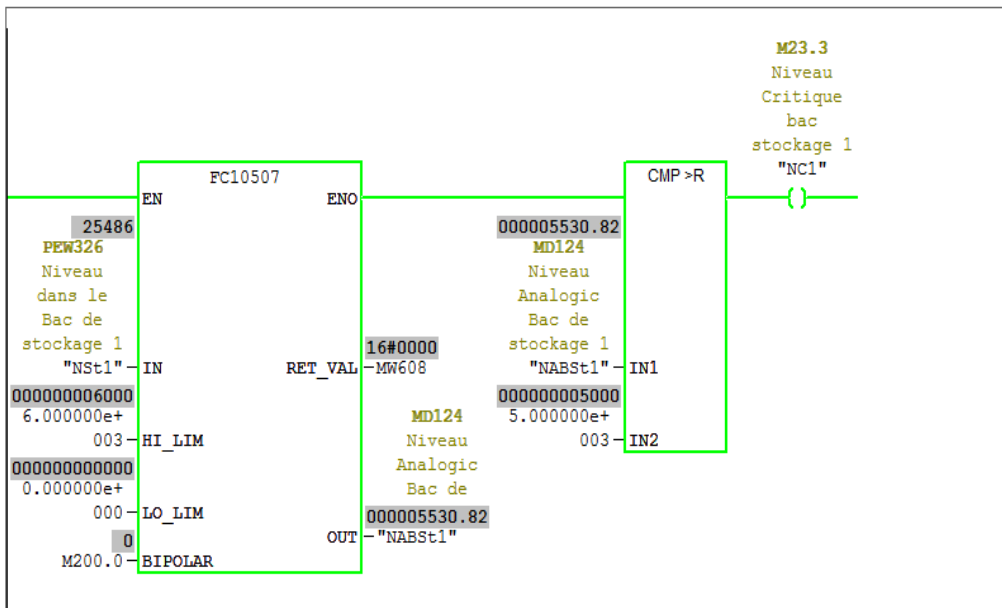 M23.3
Niveau
Critique
bac
stockage 1
"NC1"
FC10507
EN
ENO
25486
PEW326
Niveau
dans le
Bac de
stockage 1
"NSt1"
IN
000000006000
6.000000e+
003
HI_LIM
000000000000
0.000000e+
000
LO_LIM
0
M200.0
BIPOLAR
16#0000
RET_VAL
MW608
MD124
Niveau
Analogic
Bac de
000005530.82
OUT
"NABSt1"
CMP >R
000005530.82
MD124
Niveau
Analogic
Bac de
stockage 1
"NABSt1"
IN1
000000005000
5.000000e+
003
IN2